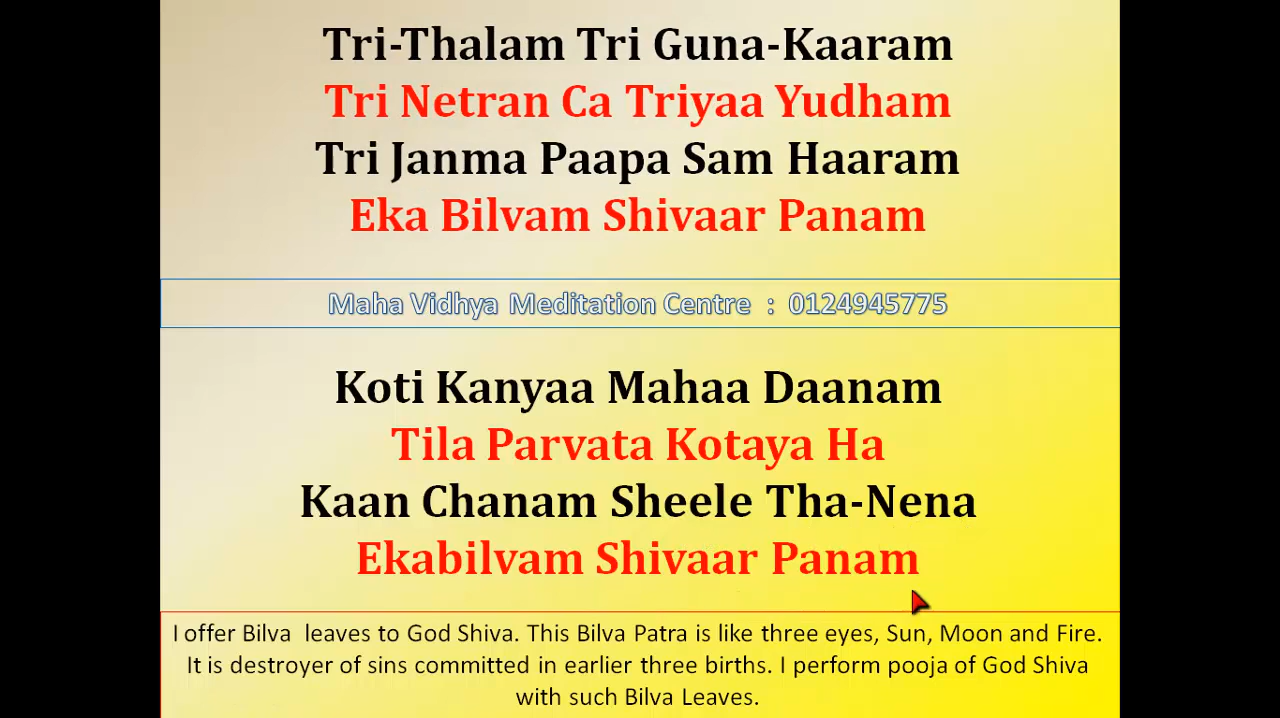 Tri-Thalam Tri Guna-Kaaram
Tri Netran Ca Triyaa Yudham
Tri Janma Paapa Sam Haaram
Eka Bilvam Shivaar Panam
Maha Vidhya Meditation Centre : 0124945775
Koti Kanyaa Mahaa Daanam
Tila Parvata Kotaya Ha
Kaan Chanam Sheele Tha-Nena
Ekabilvam Shivaar Panam
I offer Bilva leaves to God Shiva. This Bilva Patra is like three eyes, Sun, Moon and Fire.
It is destroyer of sins committed in earlier three births. I perform pooja of God Shiva
with such Bilva Leaves.